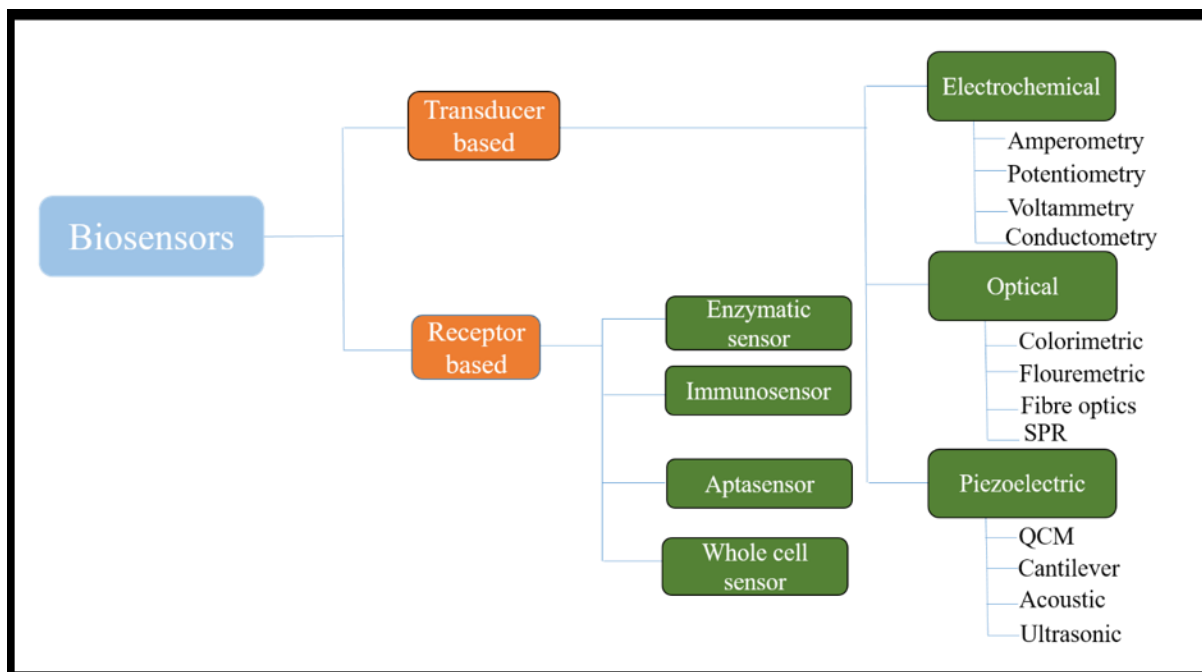 Biosensors
Transducer
based
Receptor
based
Enzymatic
sensor
Immunosensor
Aptasensor
Whole cell
sensor
Electrochemical
Amperometry
Potentiometry
Voltammetry
Conductometry
Optical
Colorimetric
Flouremetric
Fibre optics
SPR
Piezoelectric
QCM
Cantilever
Acoustic
Ultrasonic